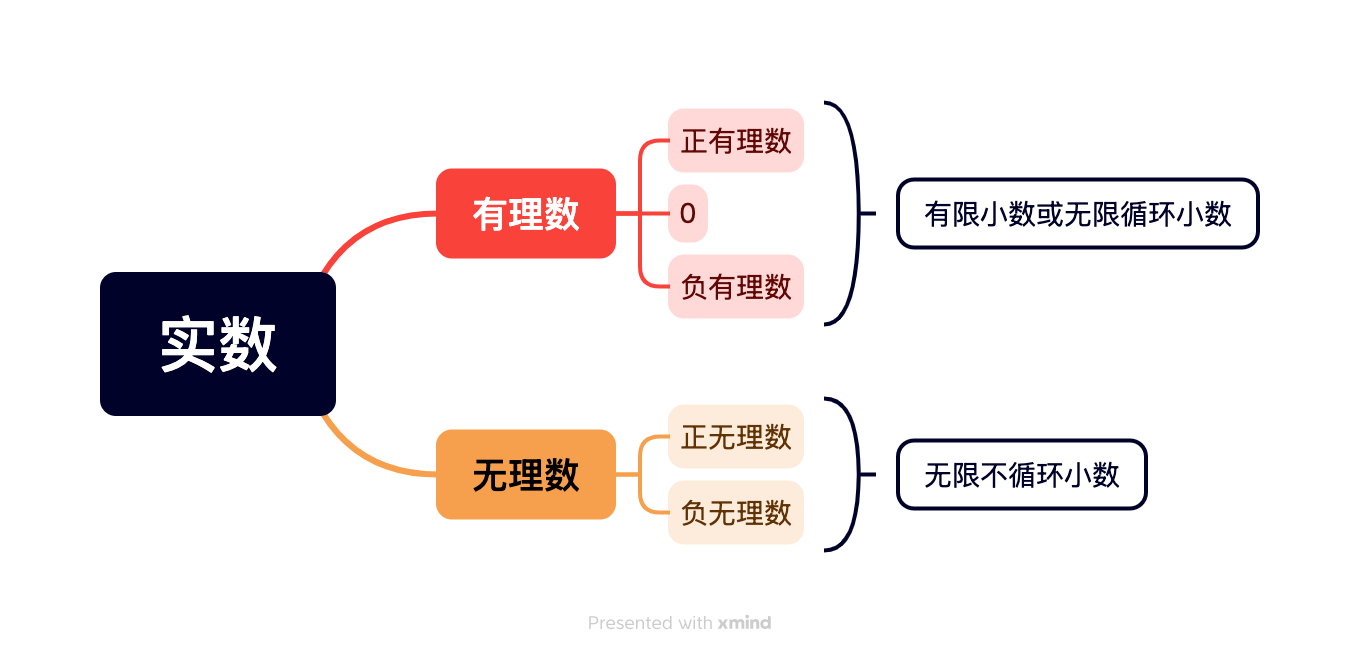 实数
有理数
正有理数
0
负有理数
有限小数或无限循环小数
无理数
正无理数
负无理数
无限不循环小数
Presented with xmind